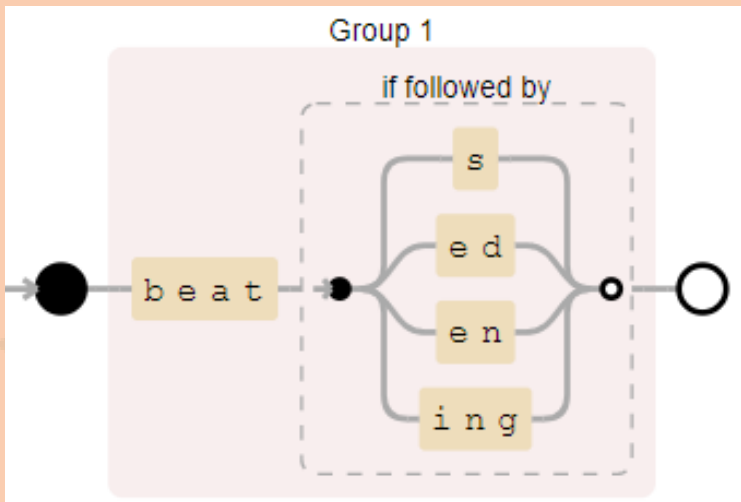 Group 1
if followed by
s
ed
beat
en
ing